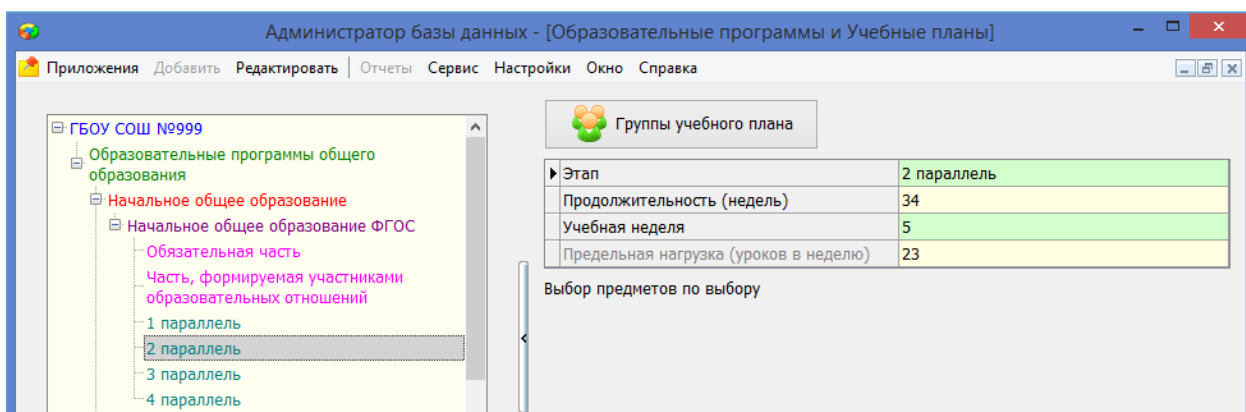 Администратор базы данных - [Образовательные программы и Учебные планы]
Приложения Добавить Редактировать Отчеты Сервис Настройки Окно Справка
ГБОУ СОШ №999
Образовательные программы общего
образования
Начальное общее образование
Начальное общее образование ФГОС
Обязательная часть
Часть, формируемая участниками
образовательных отношений
1 параллель
2 параллель
3 параллель
4 параллель
Группы учебного плана
Этап 2 параллель
Продолжительность (недель) 34
Учебная неделя 5
Предельная нагрузка (уроков в неделю) 23
Выбор предметов по выбору